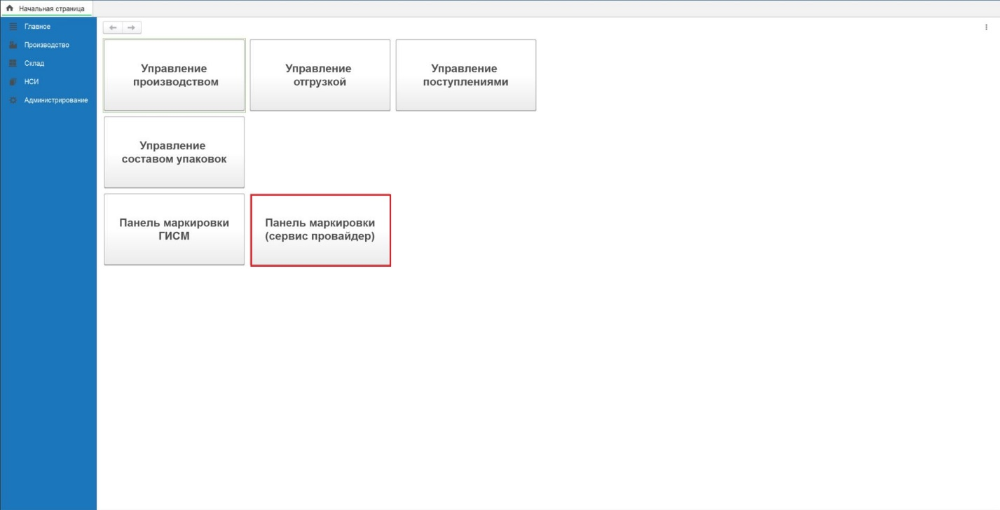 Начальная страница
Главное
Производство
Склад
НСИ
Администрирование
Управление
производством
Управление
отгрузкой
Управление
поступлениями
Управление
составом упаковок
Панель маркировки
ГИСМ
Панель маркировки
(сервис провайдер)